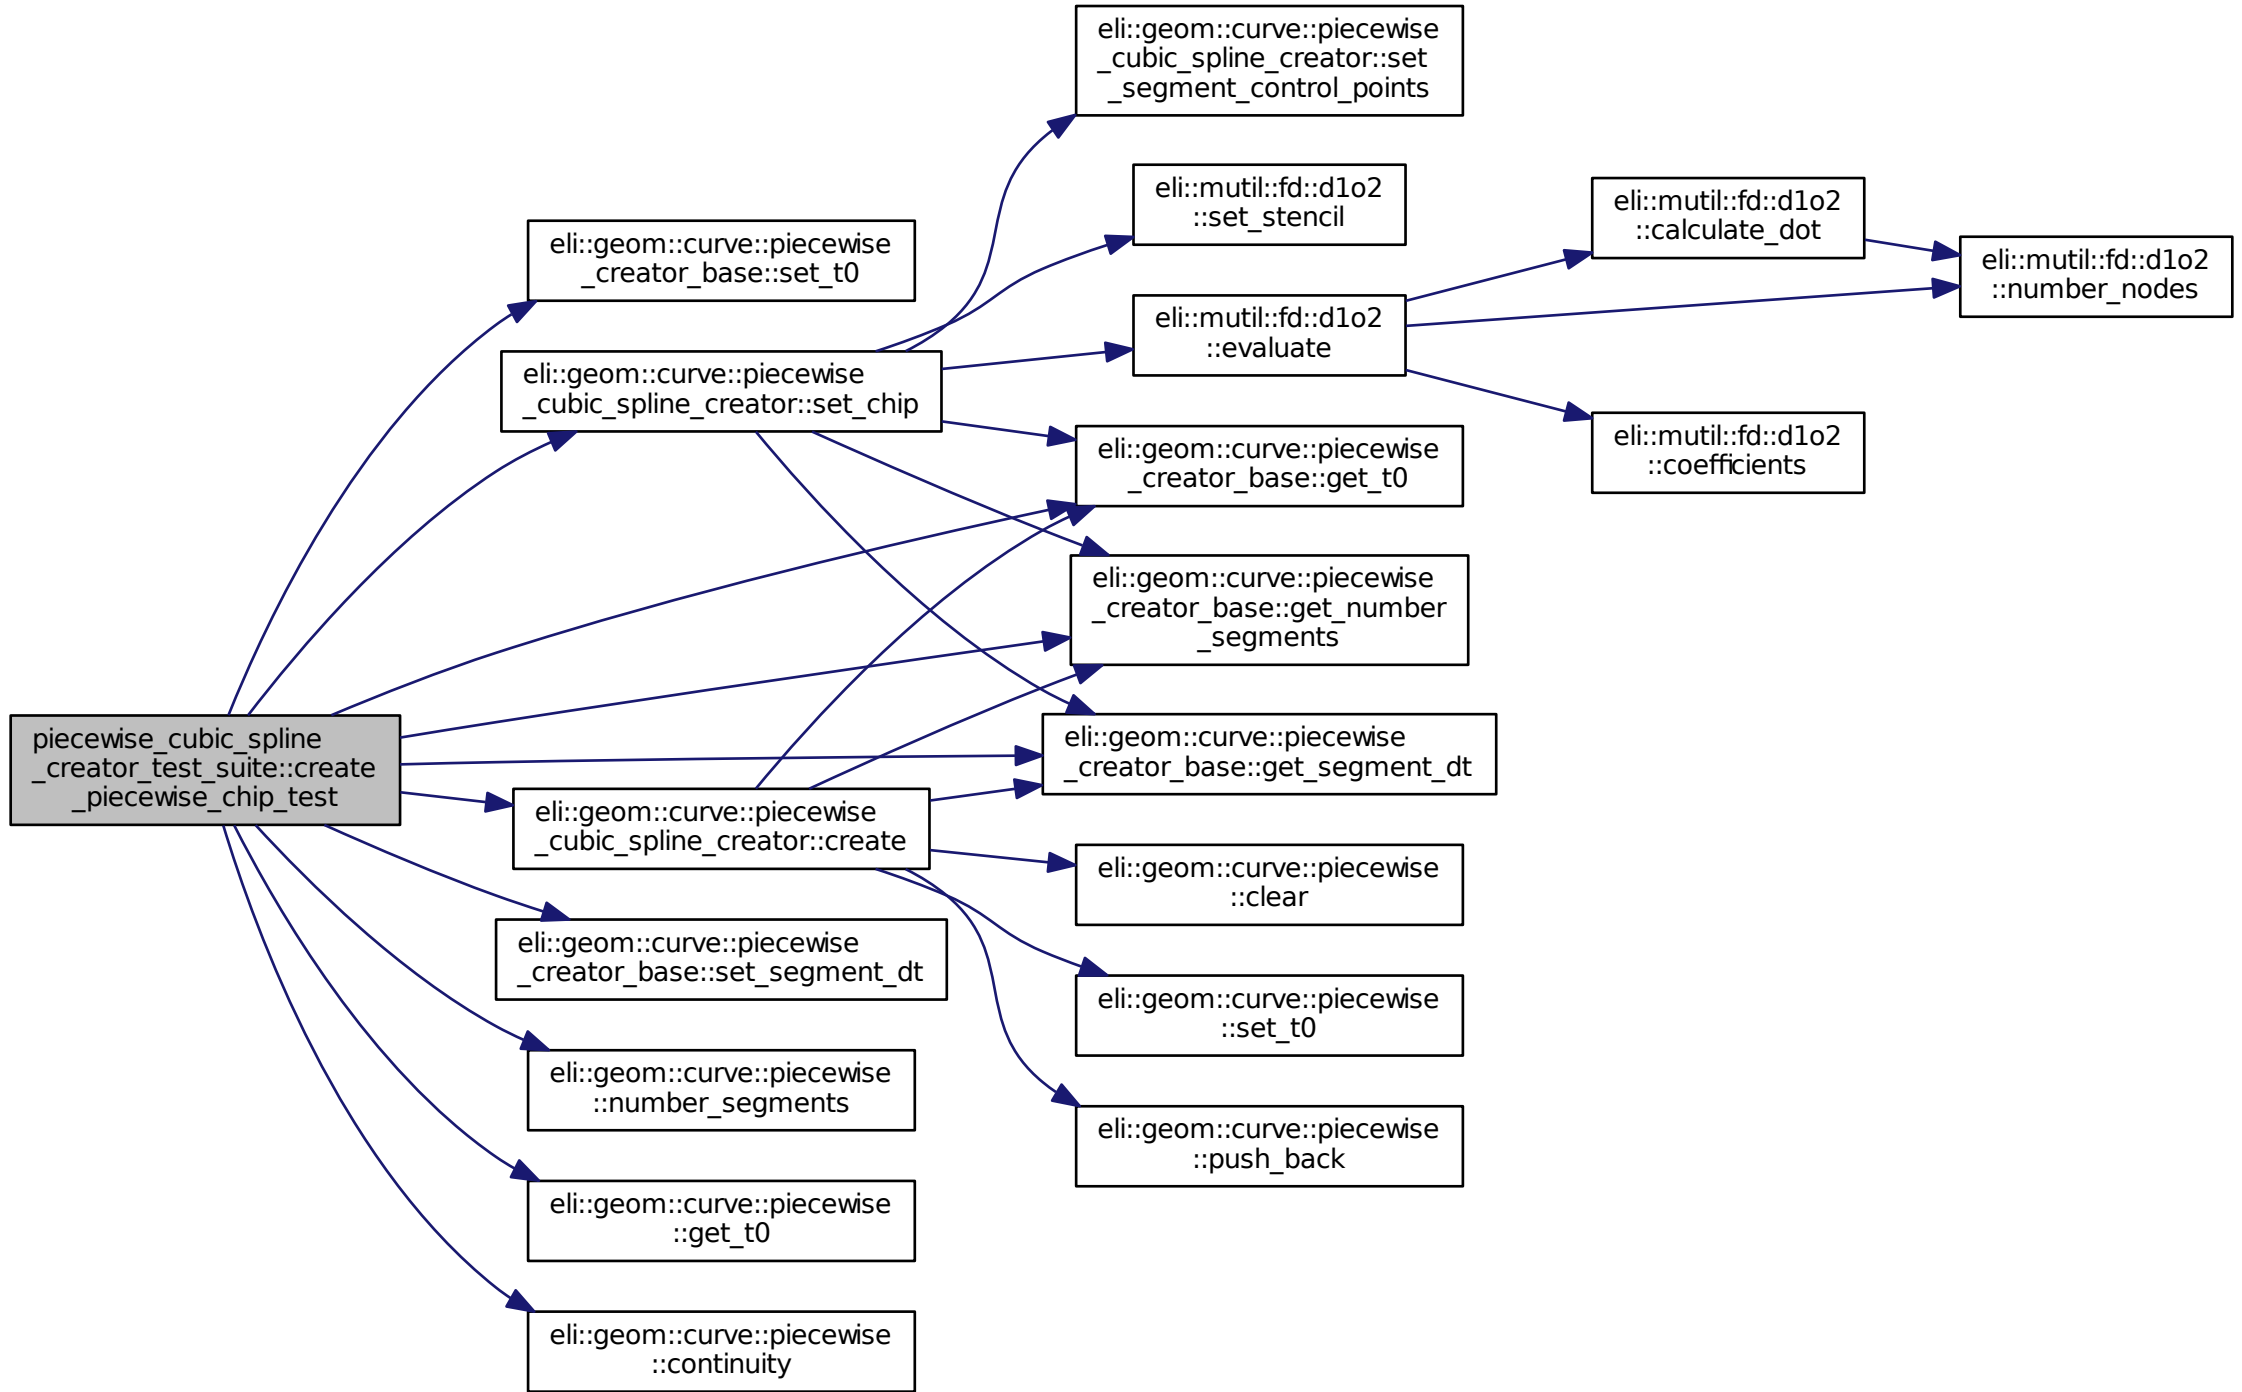 eli::geom::curve::piecewise
_cubic_spline_creator::set
_segment_control_points
eli::mutil::fd::d1o2
::set_stencil
eli::mutil::fd::d1o2
::calculate_dot
eli::geom::curve::piecewise
_creator_base::set_t0
eli::mutil::fd::d1o2
::number_nodes
eli::mutil::fd::d1o2
::evaluate
eli::geom::curve::piecewise
_cubic_spline_creator::set_chip
eli::mutil::fd::d1o2
::coefficients
eli::geom::curve::piecewise
_creator_base::get_t0
eli::geom::curve::piecewise
_creator_base::get_number
_segments
piecewise_cubic_spline
_creator_test_suite::create
_piecewise_chip_test
eli::geom::curve::piecewise
_creator_base::get_segment_dt
eli::geom::curve::piecewise
_cubic_spline_creator::create
eli::geom::curve::piecewise
::clear
eli::geom::curve::piecewise
_creator_base::set_segment_dt
eli::geom::curve::piecewise
::set_t0
eli::geom::curve::piecewise
::number_segments
eli::geom::curve::piecewise
::push_back
eli::geom::curve::piecewise
::get_t0
eli::geom::curve::piecewise
::continuity